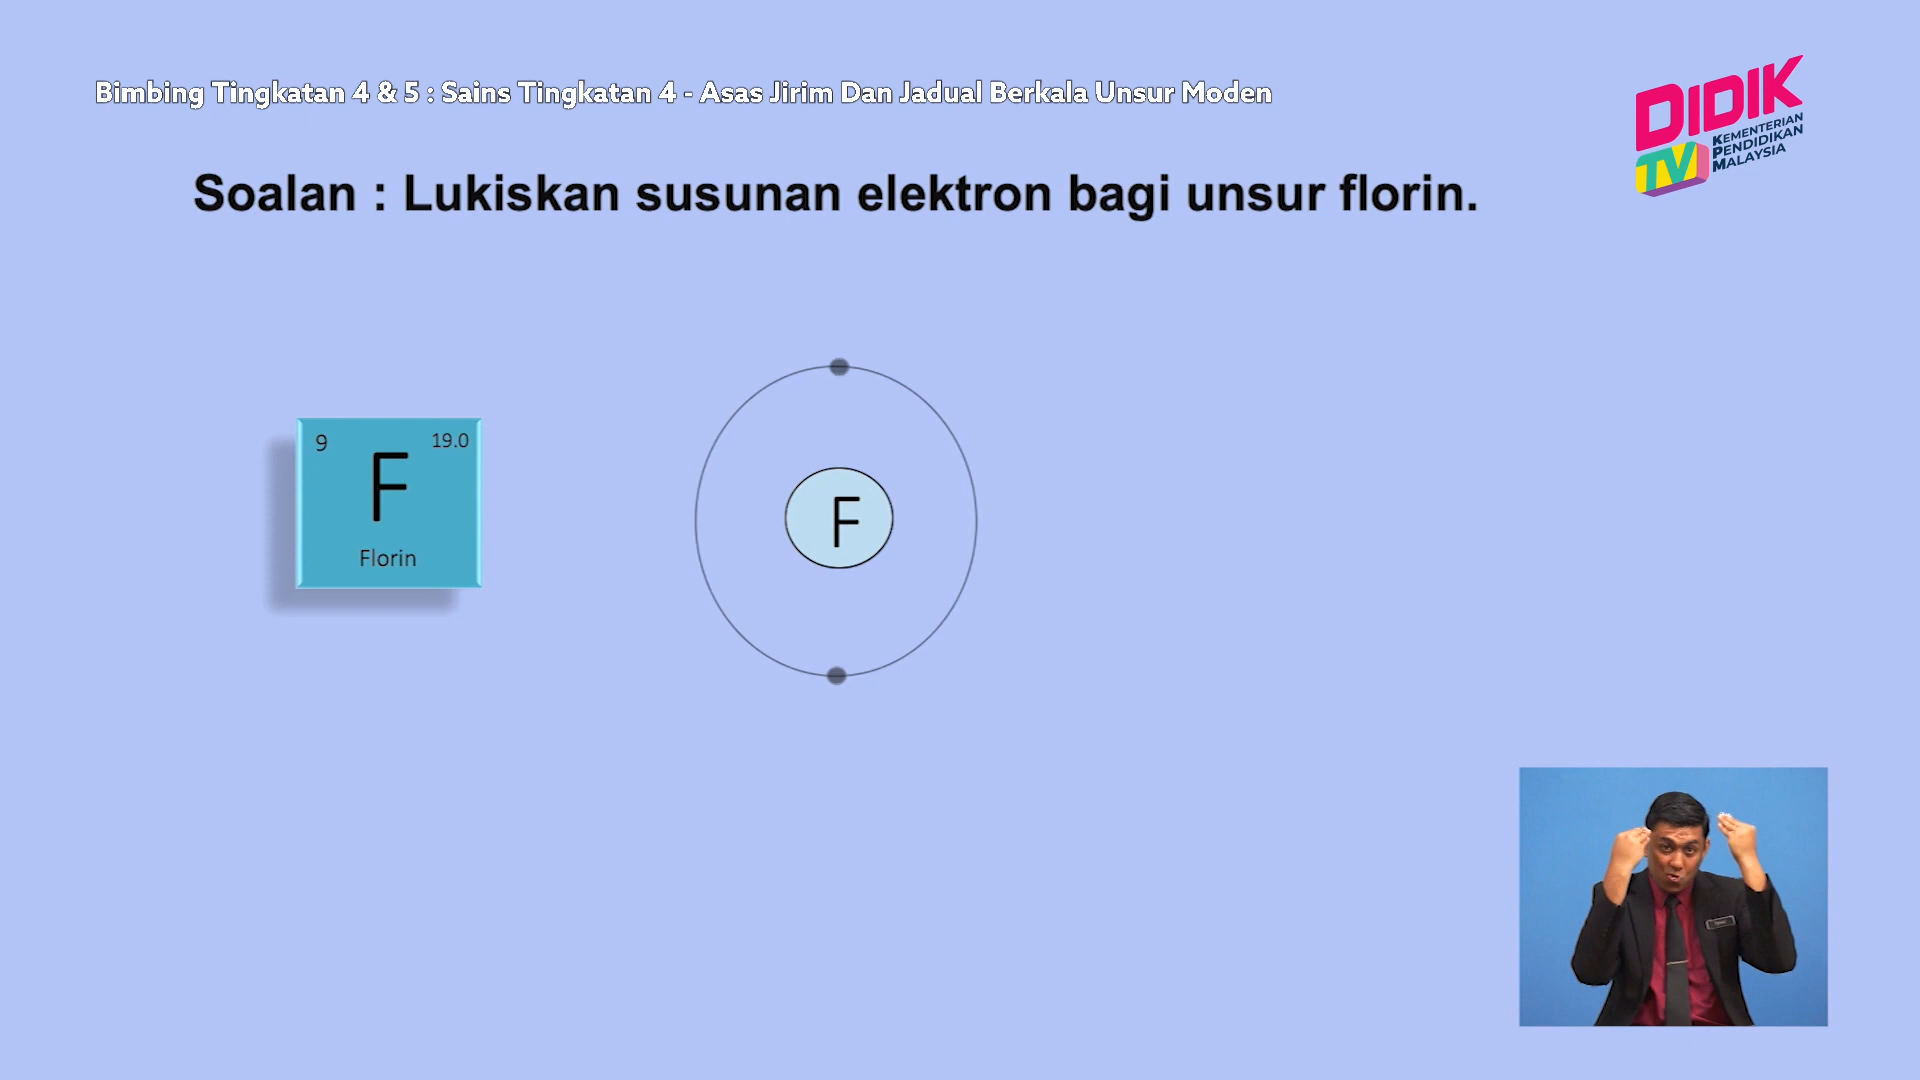 Bimbing Tingkatan 4 & 5 : Sains Tingkatan 4 - Asas Jirim Dan Jadual Berkala Unsur Moden
DIDIK
TV
KEMENTERIAN
PENDIDIKAN
MALAYSIA
Soalan : Lukiskan susunan elektron bagi unsur florin.
9
19.0
F
Florin
F